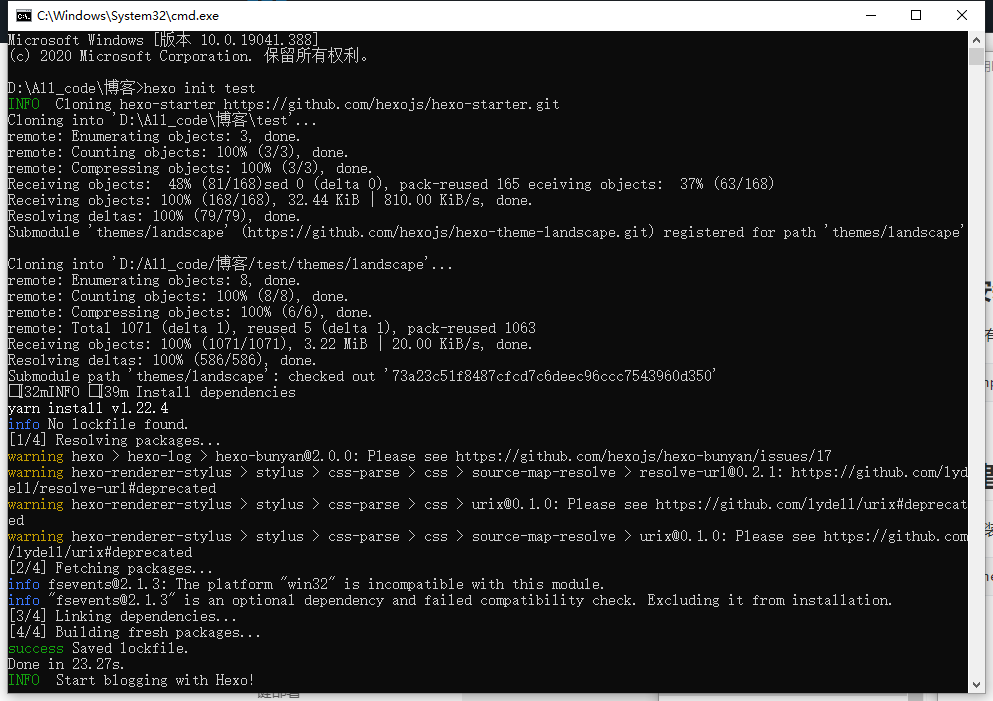 C:\Windows\System32\cmd.exe
Microsoft Windows [版本 10.0.19041.388]
(c) 2020 Microsoft Corporation. 保留所有权利。
D:\All_code\博客>hexo init test
INFO  Cloning hexo-starter https://github.com/hexojs/hexo-starter.git
Cloning into 'D:\All_code\博客\test'...
remote: Enumerating objects: 3, done.
remote: Counting objects: 100% (3/3), done.
remote: Compressing objects: 100% (3/3), done.
Receiving objects:  48% (81/168)sed 0 (delta 0), pack-reused 165 eceiving objects:  37% (63/168)
Receiving objects: 100% (168/168), 32.44 KiB | 810.00 KiB/s, done.
Resolving deltas: 100% (79/79), done.
Submodule 'themes/landscape' (https://github.com/hexojs/hexo-theme-landscape.git) registered for path 'themes/landscape'
Cloning into 'D:/All_code/博客/test/themes/landscape'...
remote: Enumerating objects: 8, done.
remote: Counting objects: 100% (8/8), done.
remote: Compressing objects: 100% (6/6), done.
remote: Total 1071 (delta 1), reused 5 (delta 1), pack-reused 1063
Receiving objects: 100% (1071/1071), 3.22 MiB | 20.00 KiB/s, done.
Resolving deltas: 100% (586/586), done.
Submodule path 'themes/landscape': checked out '73a23c51f8487cfcd7c6deec96ccc7543960d350'
32mINFO 39m Install dependencies
yarn install v1.22.4
info No lockfile found.
[1/4] Resolving packages...
warning hexo > hexo-log > hexo-bunyan@2.0.0: Please see https://github.com/hexojs/hexo-bunyan/issues/17
warning hexo-renderer-stylus > stylus > css-parse > css > source-map-resolve > resolve-url@0.2.1: https://github.com/lyd
ell/resolve-url#deprecated
warning hexo-renderer-stylus > stylus > css-parse > css > urix@0.1.0: Please see https://github.com/lydell/urix#deprecat
ed
warning hexo-renderer-stylus > stylus > css-parse > css > source-map-resolve > urix@0.1.0: Please see https://github.com
/lydell/urix#deprecated
[2/4] Fetching packages...
info fsevents@2.1.3: The platform "win32" is incompatible with this module.
info "fsevents@2.1.3" is an optional dependency and failed compatibility check. Excluding it from installation.
[3/4] Linking dependencies...
[4/4] Building fresh packages...
success Saved lockfile.
Done in 23.27s.
INFO  Start blogging with Hexo!